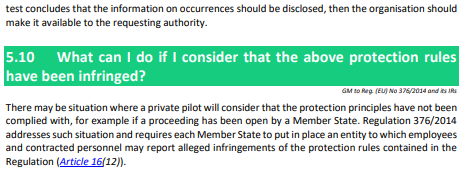 test concludes that the information on occurrences should be disclosed, then the organisation should
make it available to the requesting authority.
5.10 What can I do if I consider that the above protection rules
have been infringed?
GM to Reg. (EU) No 376/2014 and its IRs
There may be situation where a private pilot will consider that the protection principles have not been
complied with, for example if a proceeding has been open by a Member State. Regulation 376/2014
addresses such situation and requires each Member State to put in place an entity to which employees
and contracted personnel may report alleged infringements of the protection rules contained in the
Regulation (Article 16(12)).